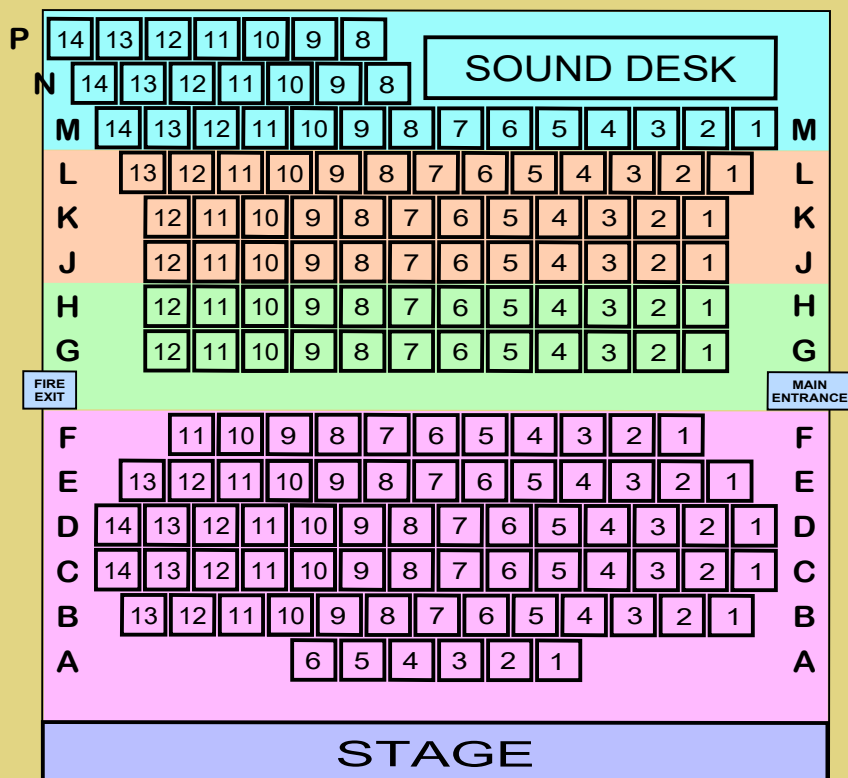 P 14 13 12 11 10 9 8
SOUND DESK
N 14 13 12 11 10 9 8
M 14 13 12 11 10 9 8 7 6 5 4 3 2 1 M
L 13 12 11 10 9 8 7 6 5 4 3 2 1 L
K 12 11 10 9 8 7 6 5 4 3 2 1 K
J 12 11 10 9 8 7 6 5 4 3 2 1 J
H 12 11 10 9 8 7 6 5 4 3 2 1 H
G 12 11 10 9 8 7 6 5 4 3 2 1 G
FIRE
EXIT
MAIN
ENTRANCE
F 11 10 9 8 7 6 5 4 3 2 1 F
E 13 12 11 10 9 8 7 6 5 4 3 2 1 E
D 14 13 12 11 10 9 8 7 6 5 4 3 2 1 D
C 14 13 12 11 10 9 8 7 6 5 4 3 2 1 C
B 13 12 11 10 9 8 7 6 5 4 3 2 1 B
A 6 5 4 3 2 1 A
STAGE